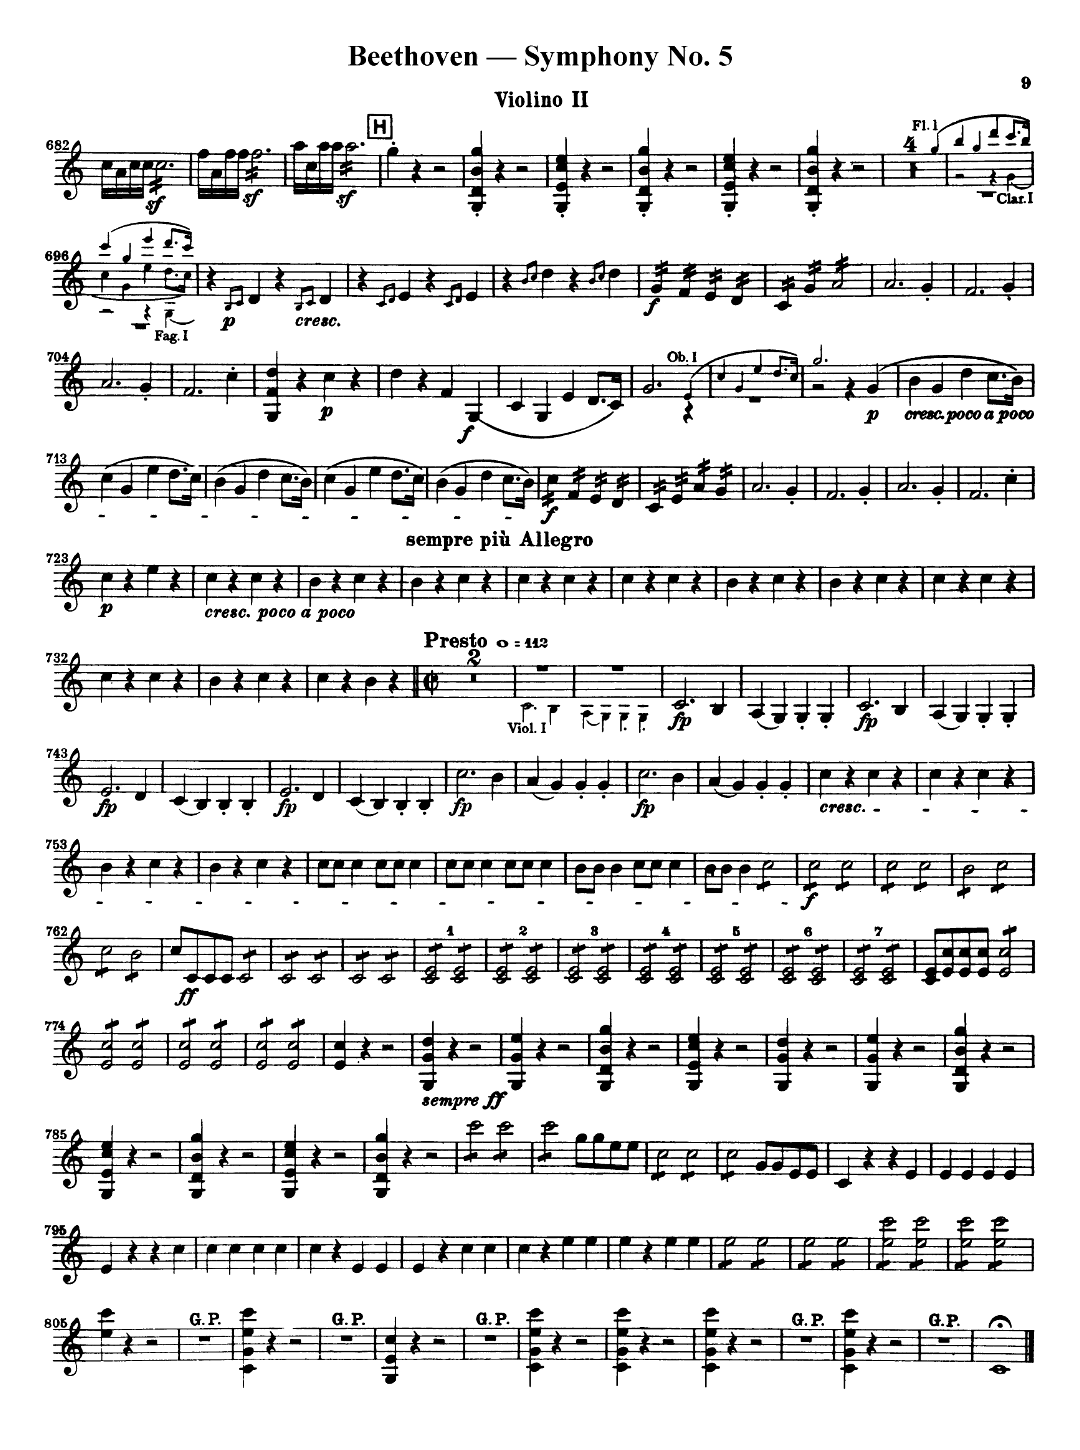 Beethoven — Symphony No. 5
9
Violino II
682 H 4 Fl. 1
sf sf sf Clar. I
696
p cresc. f
Fag. I
704 Ob. I
p f p cresc. poco a poco
713
f
sempre più Allegro
723
p cresc. poco a poco
Presto = 112
732 2
Viol. I fp fp
743
fp fp fp fp cresc.
753
f
762 1 2 3 4 5 6 7
ff
774
sempre ff
785
795
805 G. P. G. P. G. P. G. P. G. P.